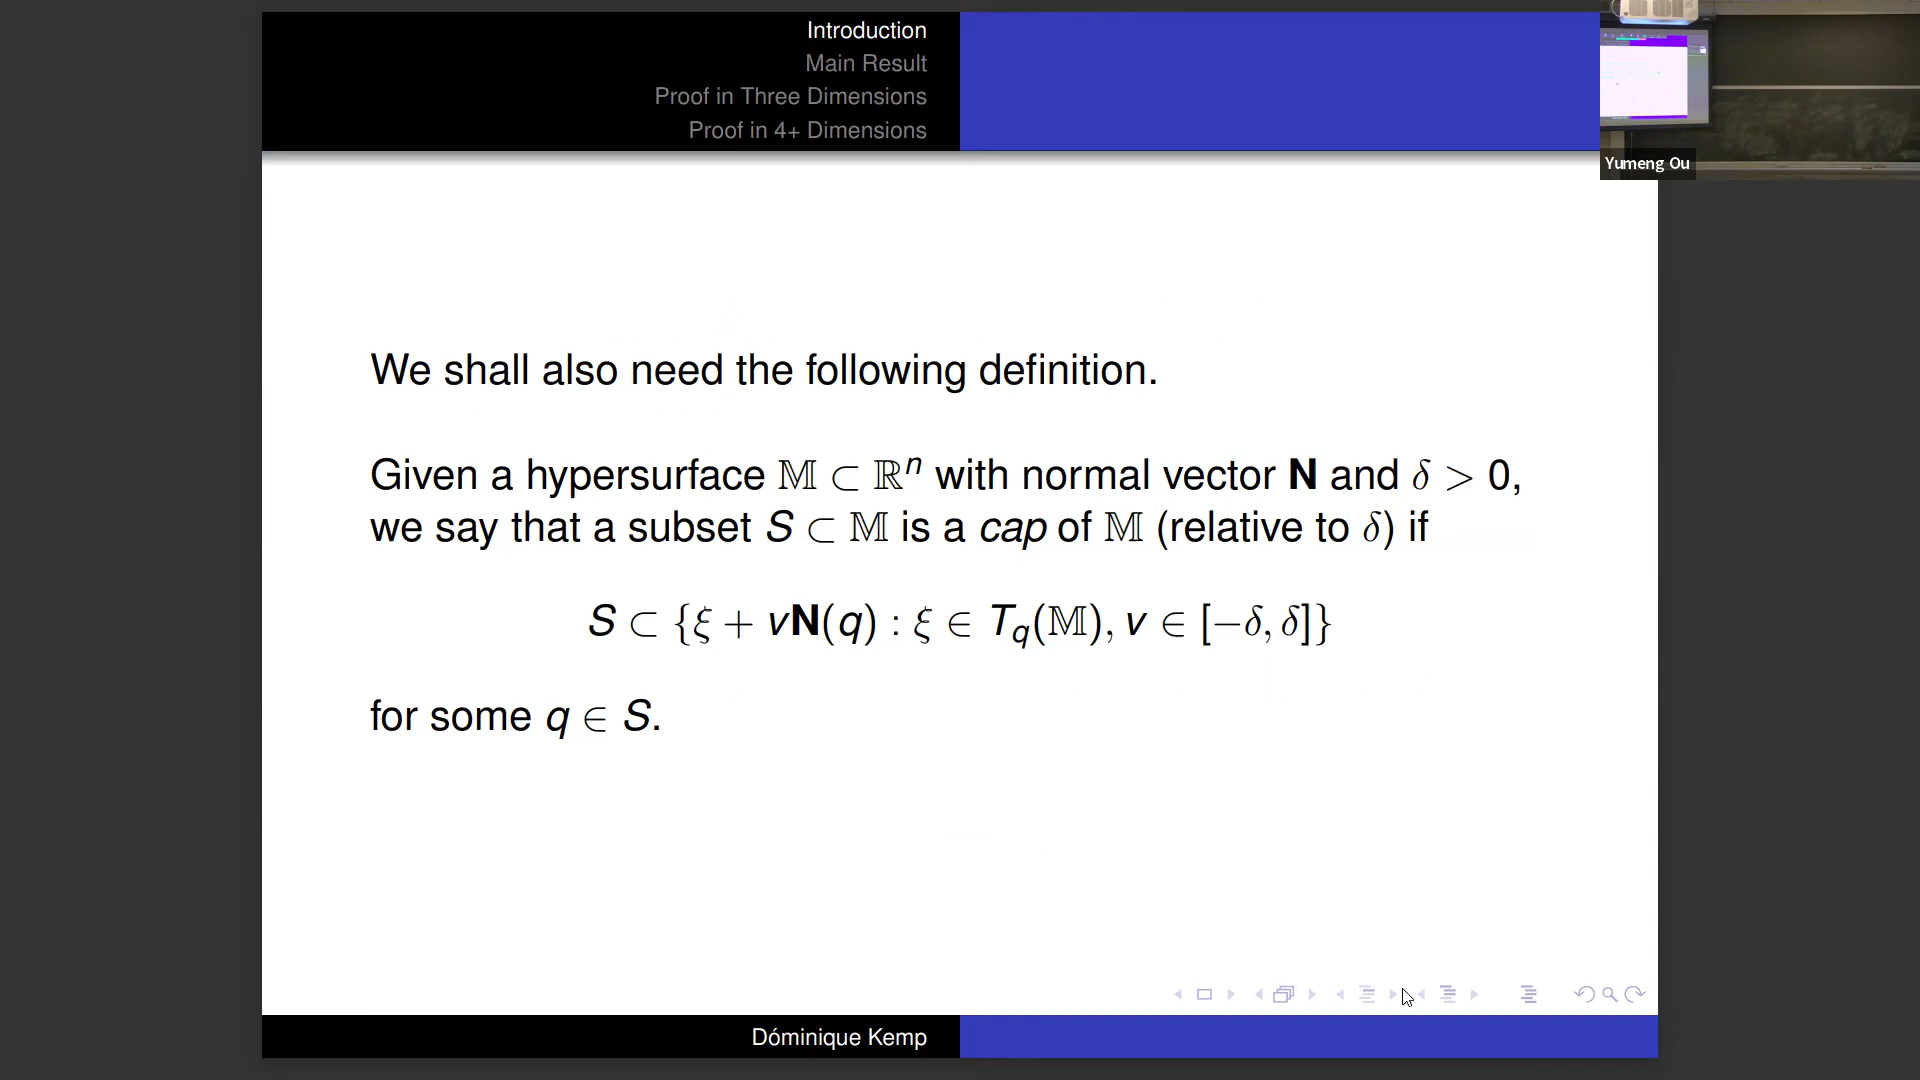 Introduction
Main Result
Proof in Three Dimensions
Proof in 4+ Dimensions
Yumeng Ou
We shall also need the following definition.
Given a hypersurface 𝕄 ⊂ ℝⁿ with normal vector N and δ > 0,
we say that a subset S ⊂ 𝕄 is a cap of 𝕄 (relative to δ) if
S ⊂ {ξ + vN(q) : ξ ∈ T_q(𝕄), v ∈ [−δ, δ]}
for some q ∈ S.
Dóminique Kemp